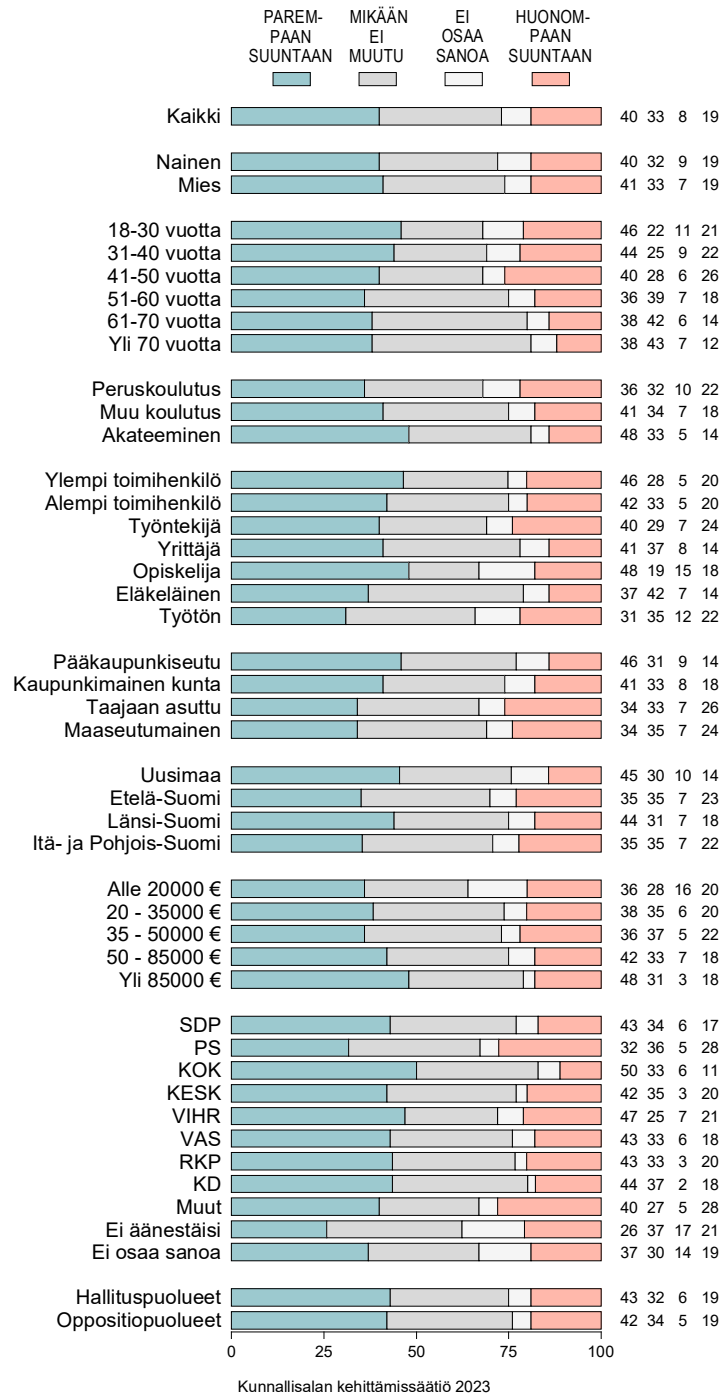 PAREM-
PAAN
SUUNTAAN
MIKÄÄN
EI
MUUTU
EI
OSAA
SANOA
HUONOM-
PAAN
SUUNTAAN
Kaikki 40 33 8 19
Nainen 40 32 9 19
Mies 41 33 7 19
18-30 vuotta 46 22 11 21
31-40 vuotta 44 25 9 22
41-50 vuotta 40 28 6 26
51-60 vuotta 36 39 7 18
61-70 vuotta 38 42 6 14
Yli 70 vuotta 38 43 7 12
Peruskoulutus 36 32 10 22
Muu koulutus 41 34 7 18
Akateeminen 48 33 5 14
Ylempi toimihenkilö 46 28 5 20
Alempi toimihenkilö 42 33 5 20
Työntekijä 40 29 7 24
Yrittäjä 41 37 8 14
Opiskelija 48 19 15 18
Eläkeläinen 37 42 7 14
Työtön 31 35 12 22
Pääkaupunkiseutu 46 31 9 14
Kaupunkimainen kunta 41 33 8 18
Taajaan asuttu 34 33 7 26
Maaseutumainen 34 35 7 24
Uusimaa 45 30 10 14
Etelä-Suomi 35 35 7 23
Länsi-Suomi 44 31 7 18
Itä- ja Pohjois-Suomi 35 35 7 22
Alle 20000 € 36 28 16 20
20 - 35000 € 38 35 6 20
35 - 50000 € 36 37 5 22
50 - 85000 € 42 33 7 18
Yli 85000 € 48 31 3 18
SDP 43 34 6 17
PS 32 36 5 28
KOK 50 33 6 11
KESK 42 35 3 20
VIHR 47 25 7 21
VAS 43 33 6 18
RKP 43 33 3 20
KD 44 37 2 18
Muut 40 27 5 28
Ei äänestäisi 26 37 17 21
Ei osaa sanoa 37 30 14 19
Hallituspuolueet 43 32 6 19
Oppositiopuolueet 42 34 5 19
0 25 50 75 100
Kunnallisalan kehittämissäätiö 2023